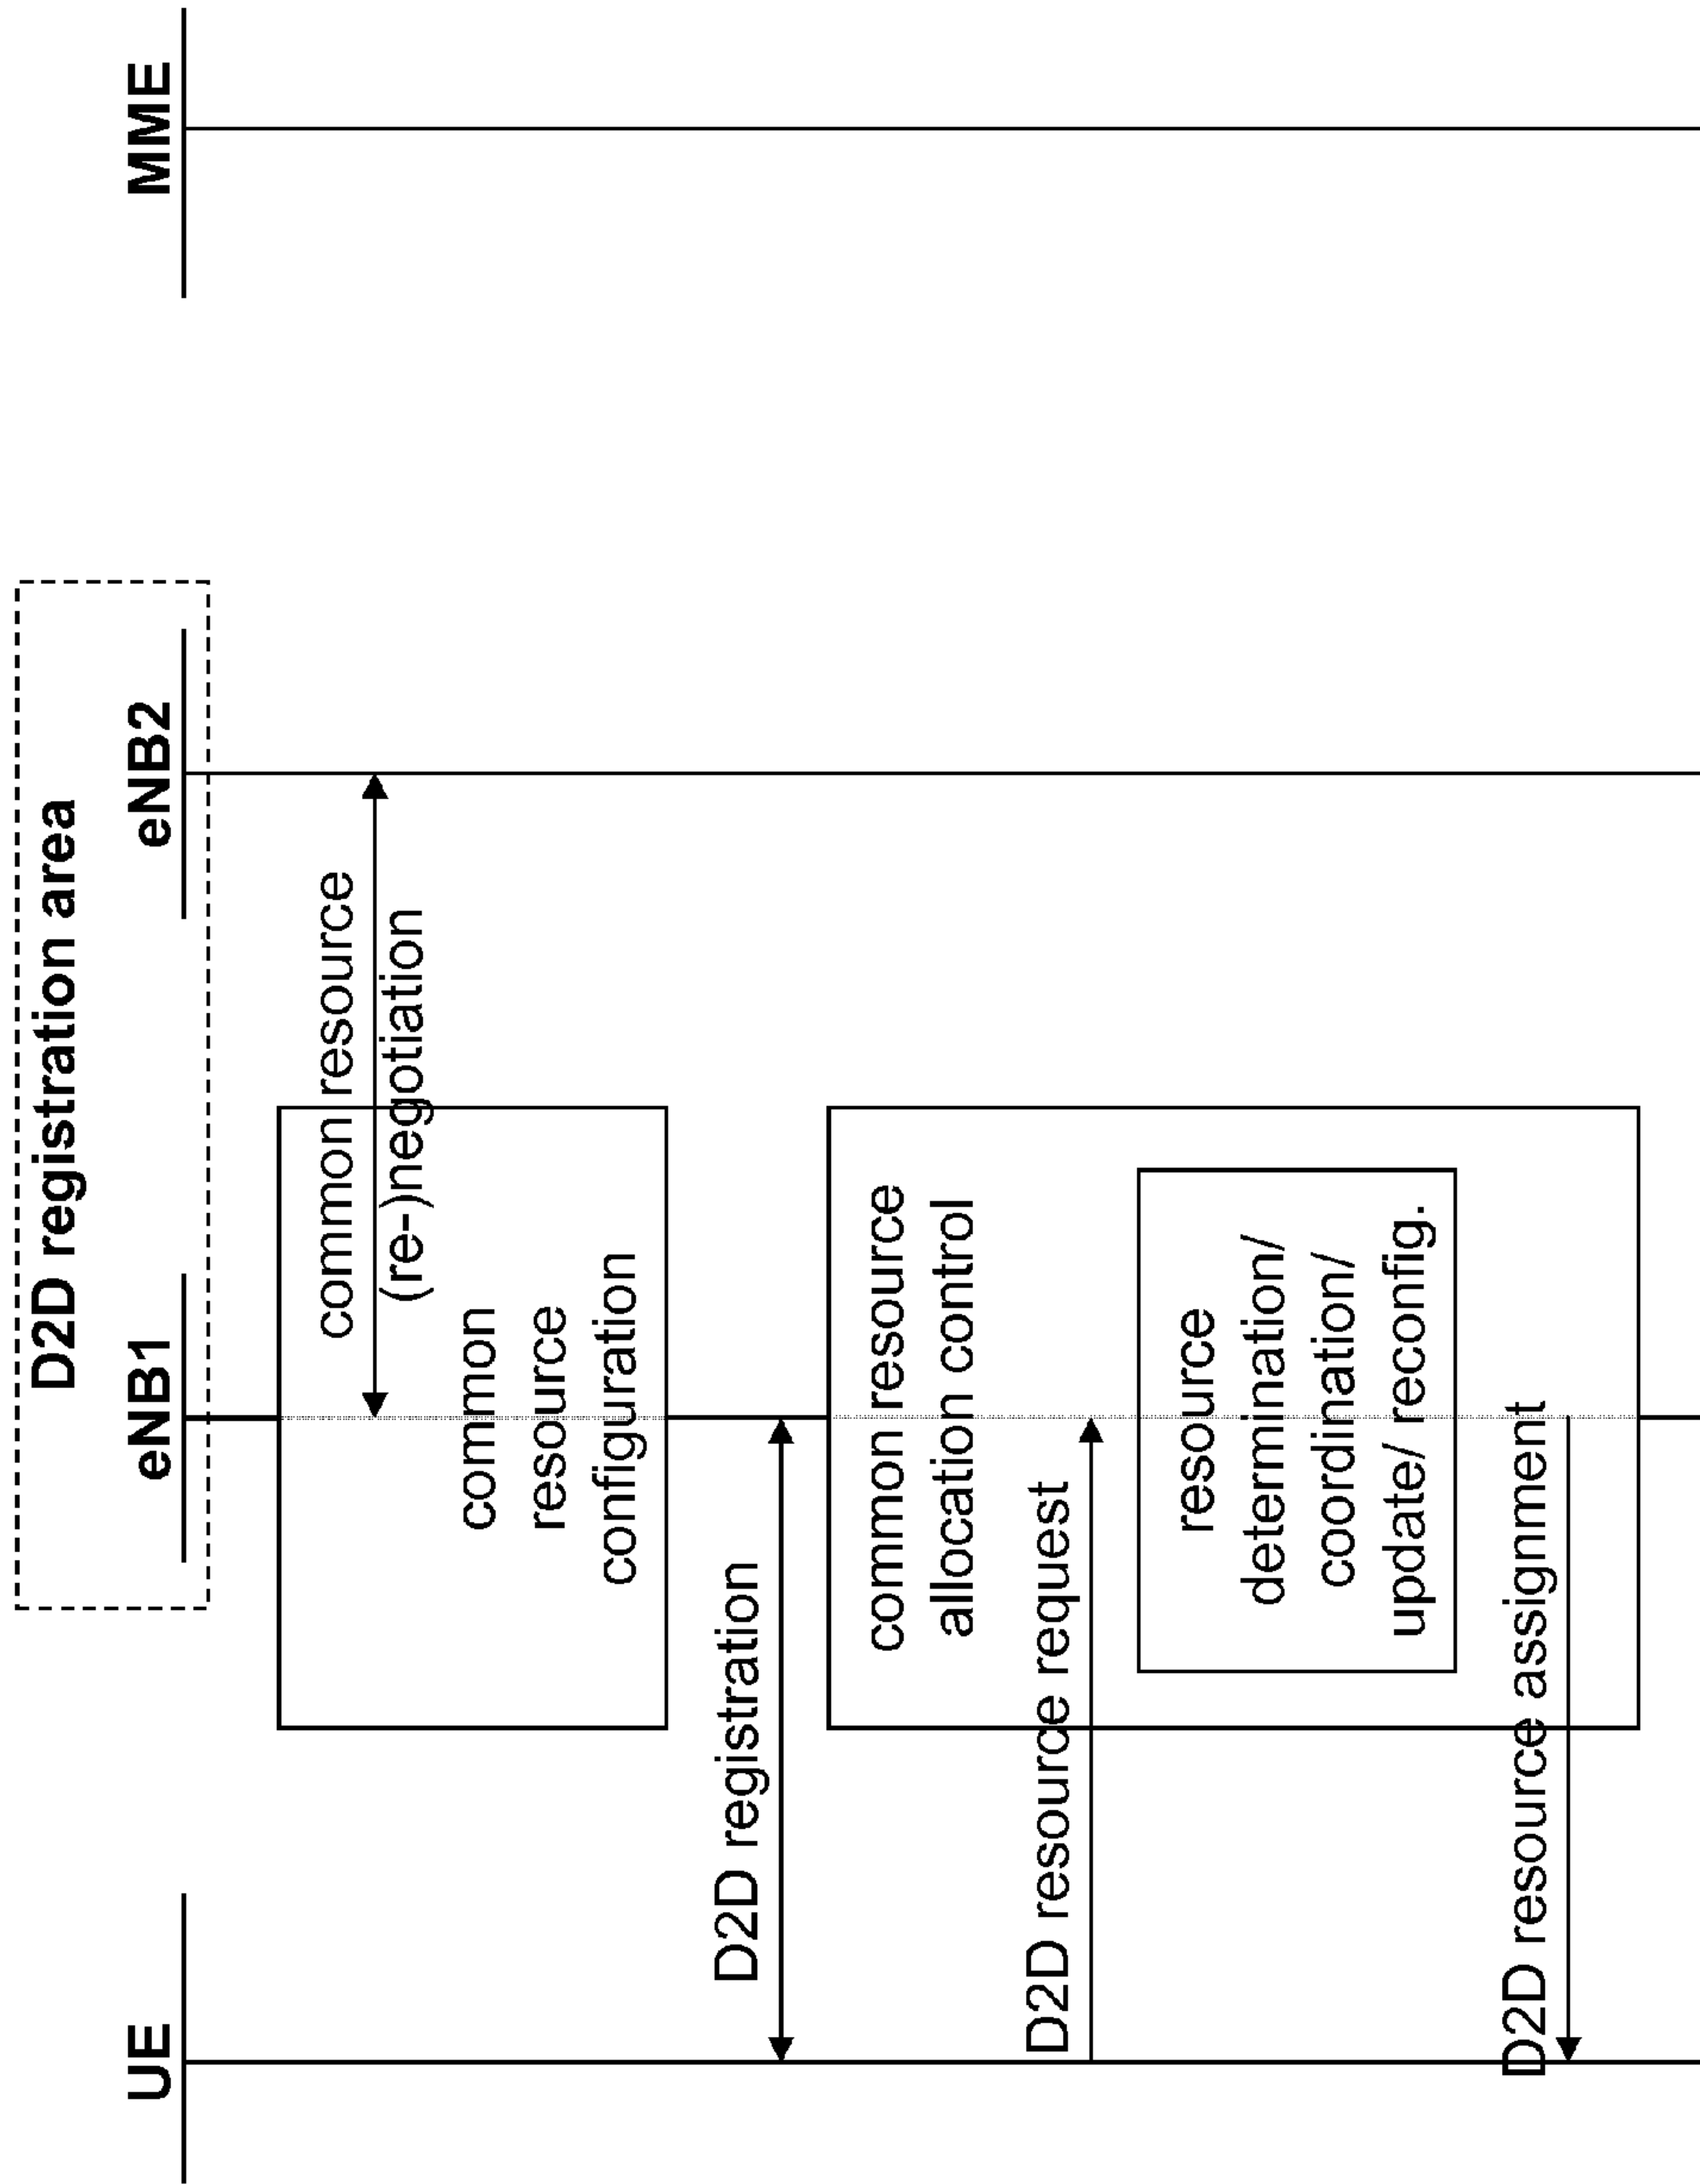 D2D registration area
UE
eNB1
eNB2
MME
common resource
(re-)negotiation
common
resource
configuration
D2D registration
common resource
allocation control
D2D resource request
resource
determination/
coordination/
update/ reconfig.
D2D resource assignment